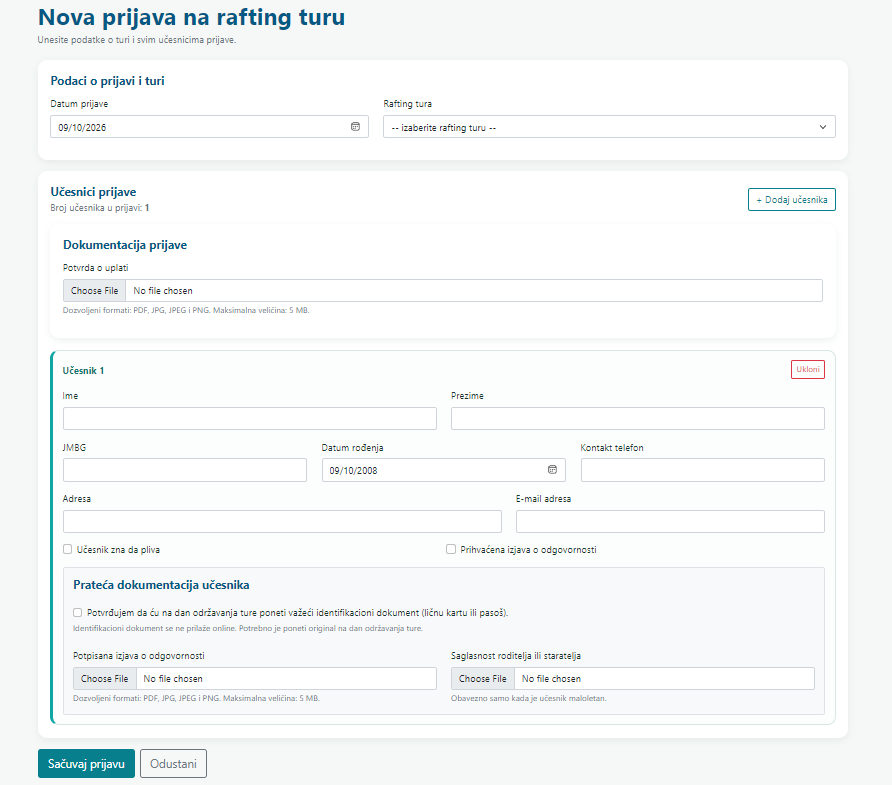 Nova prijava na rafting turu
Unesite podatke o turi i svim učesnicima prijave.
Podaci o prijavi i turi
Datum prijave
Rafting tura
09/10/2026
-- izaberite rafting turu --
Učesnici prijave
Broj učesnika u prijavi: 1
+ Dodaj učesnika
Dokumentacija prijave
Potvrda o uplati
Choose File No file chosen
Dozvoljeni formati: PDF, JPG, JPEG i PNG. Maksimalna veličina: 5 MB.
Učesnik 1
Ukloni
Ime
Prezime
JMBG
Datum rođenja
Kontakt telefon
09/10/2008
Adresa
E-mail adresa
Učesnik zna da pliva
Prihvaćena izjava o odgovornosti
Prateća dokumentacija učesnika
Potvrđujem da ću na dan održavanja ture poneti važeći identifikacioni dokument (ličnu kartu ili pasoš).
Identifikacioni dokument se ne prilaže online. Potrebno je poneti original na dan održavanja ture.
Potpisana izjava o odgovornosti
Saglasnost roditelja ili staratelja
Choose File No file chosen
Choose File No file chosen
Dozvoljeni formati: PDF, JPG, JPEG i PNG. Maksimalna veličina: 5 MB.
Obavezno samo kada je učesnik maloletan.
Sačuvaj prijavu
Odustani